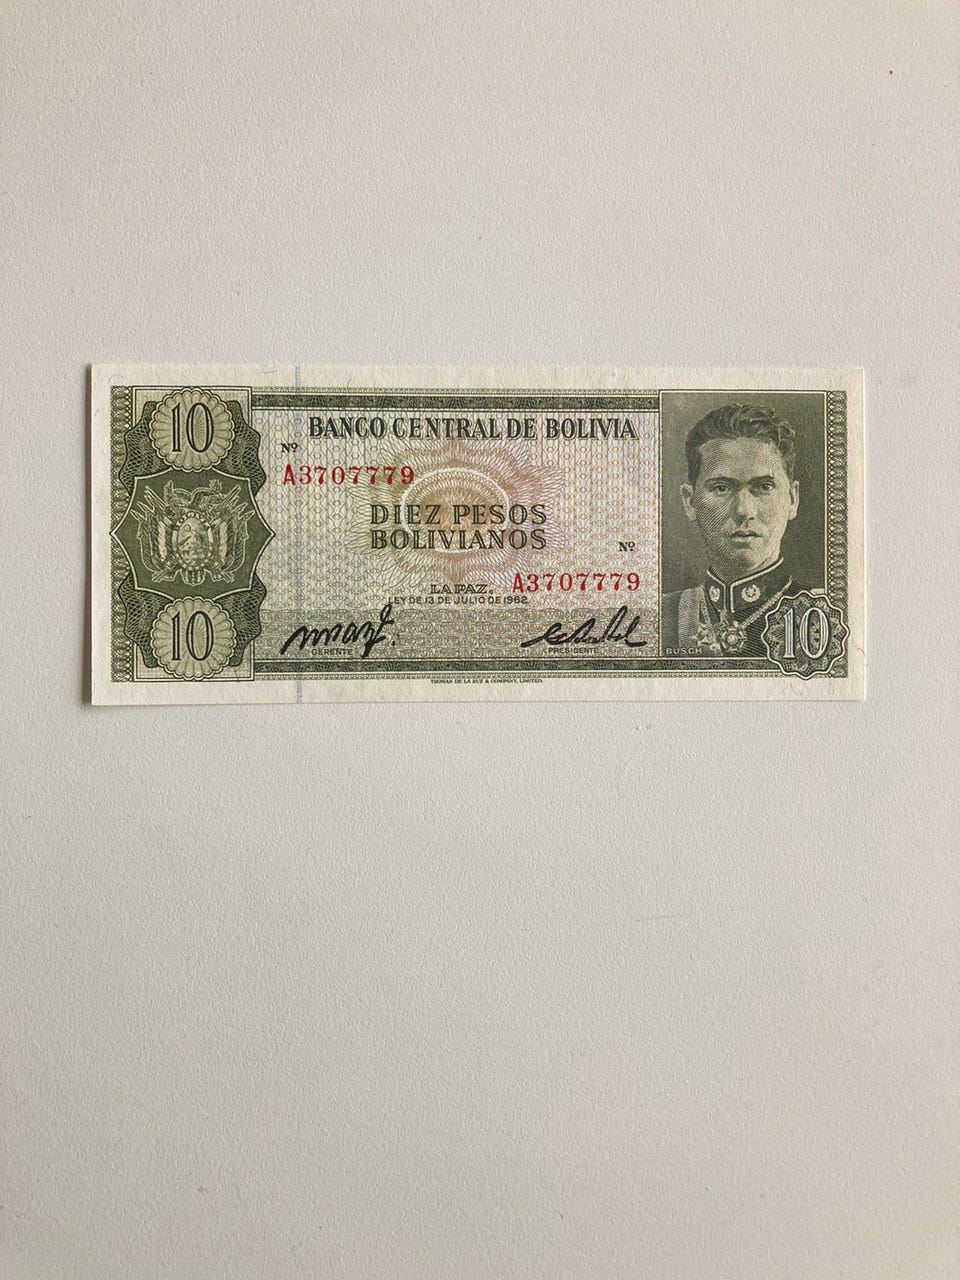 10
BANCO CENTRAL DE BOLIVIA
Nº
A3707779
DIEZ PESOS
BOLIVIANOS
Nº
A3707779
LA PAZ,
LEY DE 13 DE JULIO DE 1962
10
GERENTE
PRESIDENTE
BUSCH
10
THOMAS DE LA RUE & COMPANY, LIMITED.